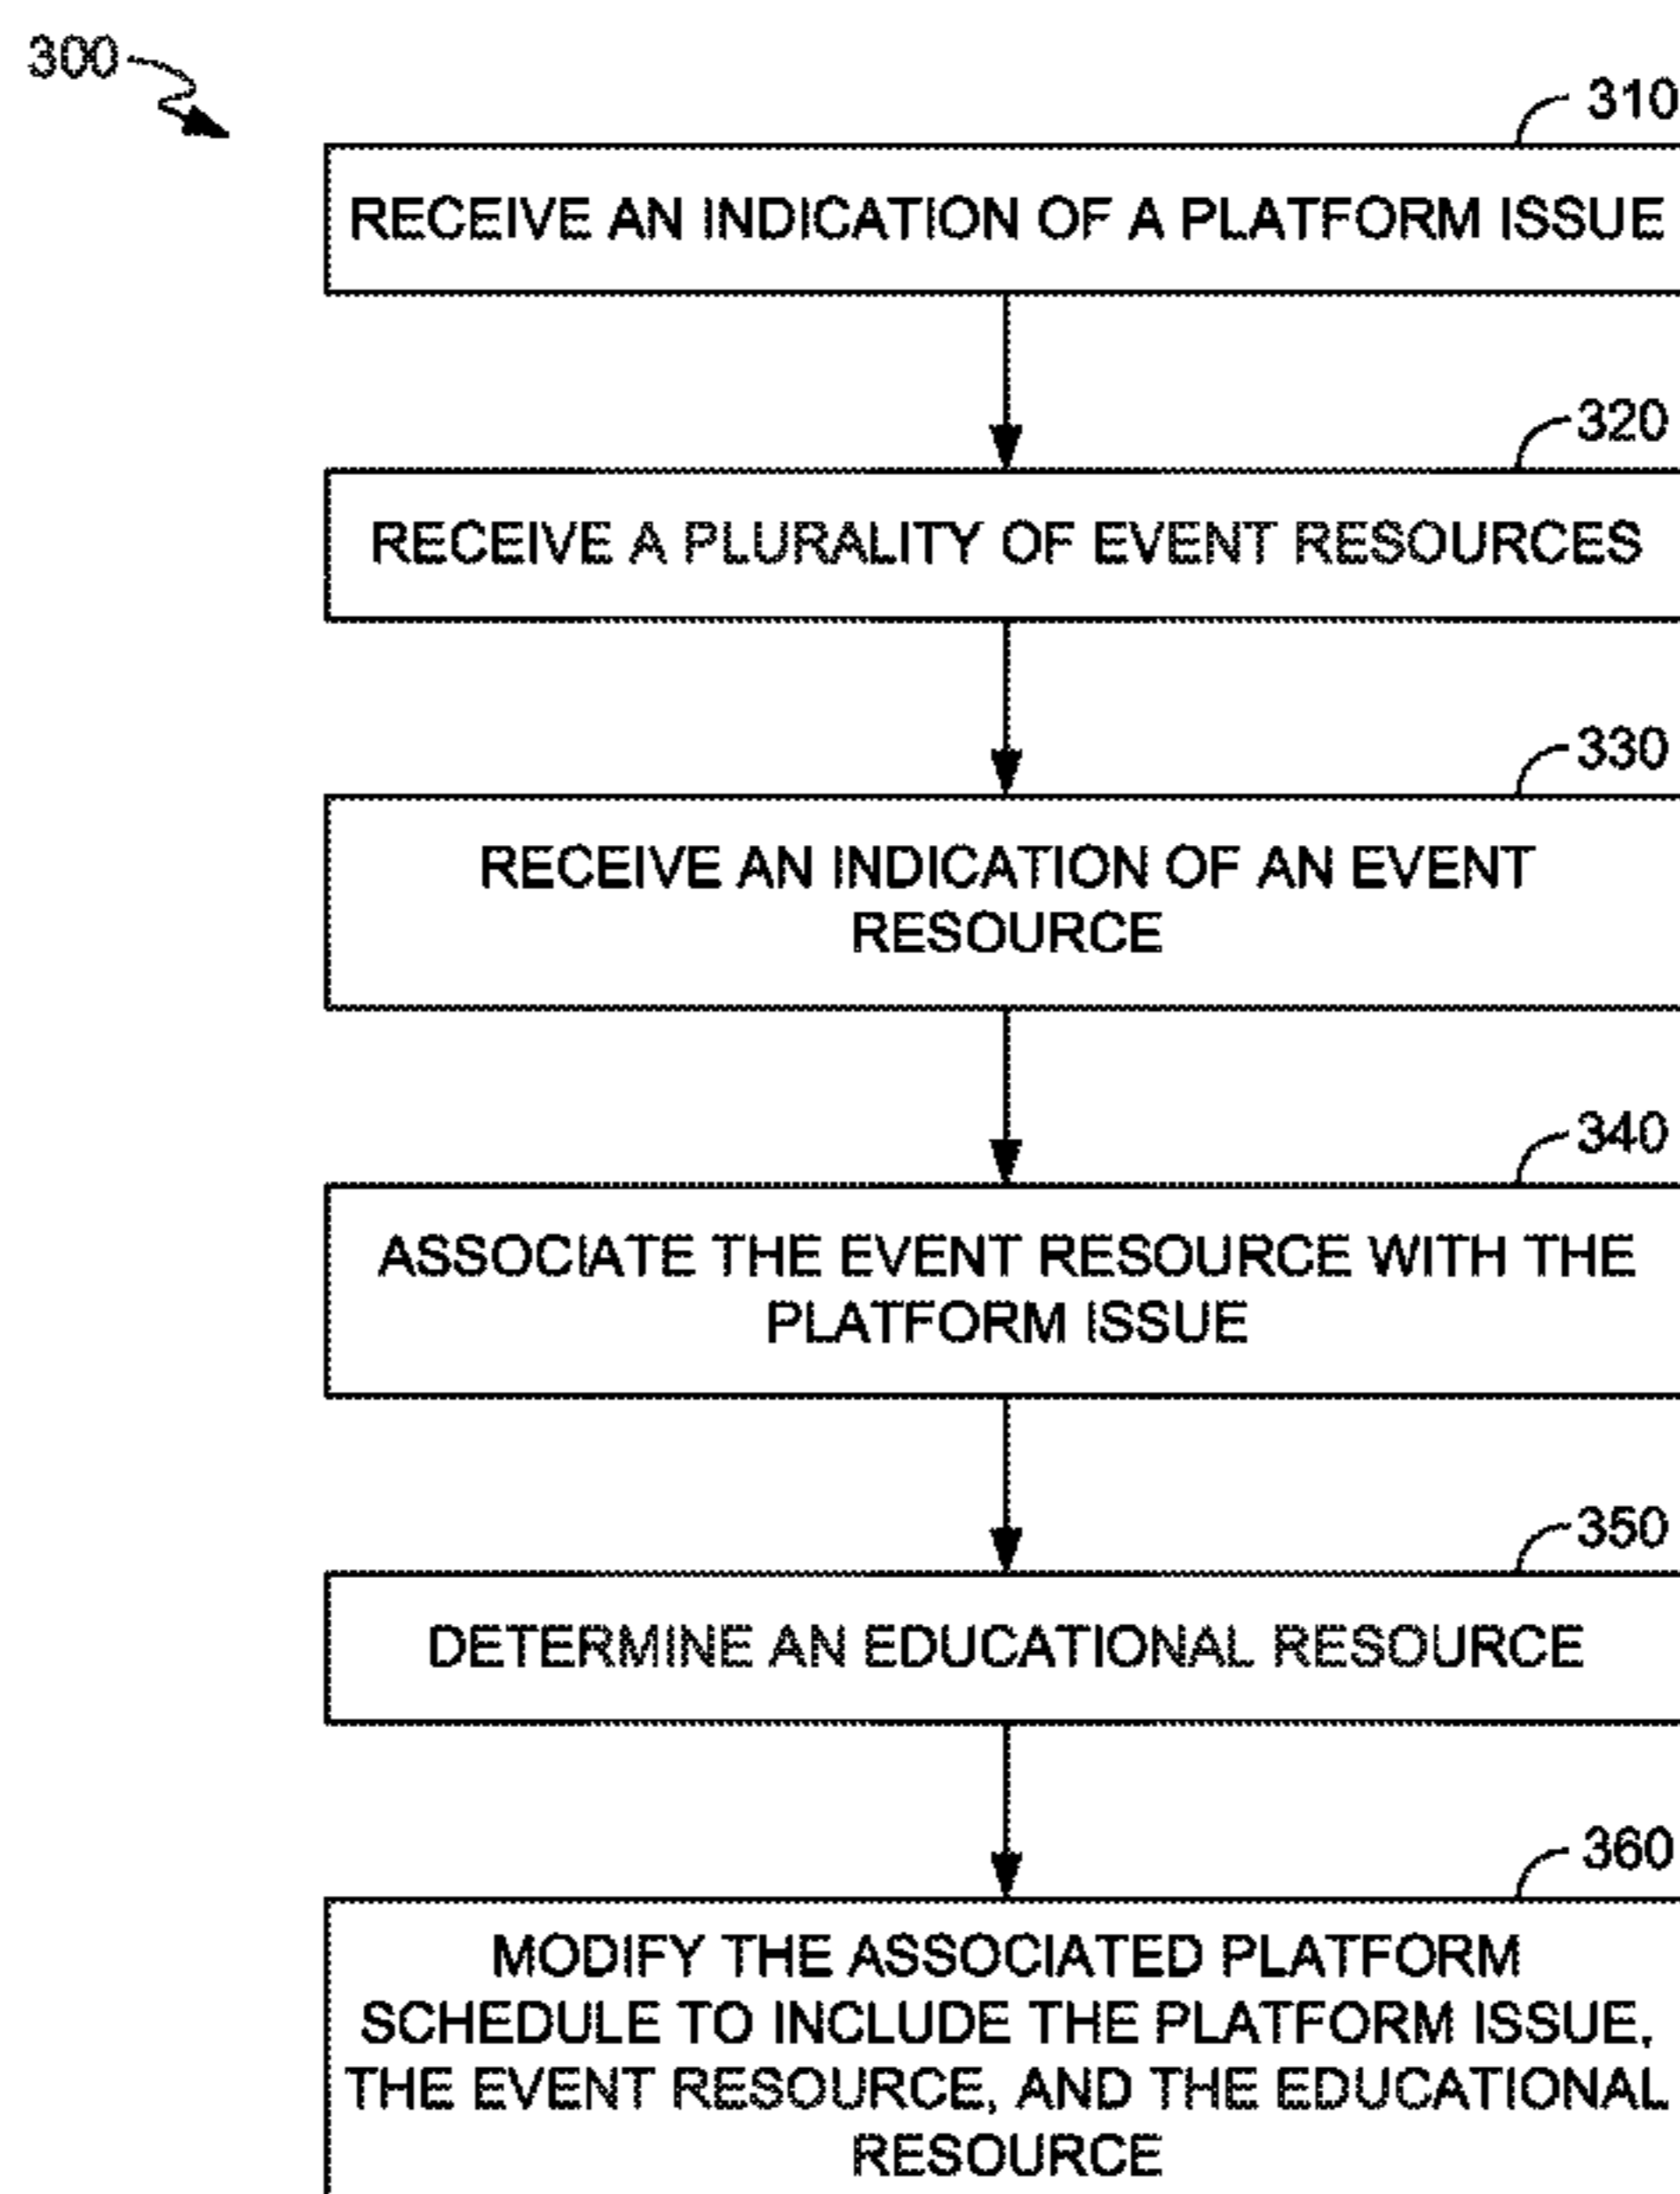 300
310
RECEIVE AN INDICATION OF A PLATFORM ISSUE
320
RECEIVE A PLURALITY OF EVENT RESOURCES
330
RECEIVE AN INDICATION OF AN EVENT
RESOURCE
340
ASSOCIATE THE EVENT RESOURCE WITH THE
PLATFORM ISSUE
350
DETERMINE AN EDUCATIONAL RESOURCE
360
MODIFY THE ASSOCIATED PLATFORM
SCHEDULE TO INCLUDE THE PLATFORM ISSUE,
THE EVENT RESOURCE, AND THE EDUCATIONAL
RESOURCE